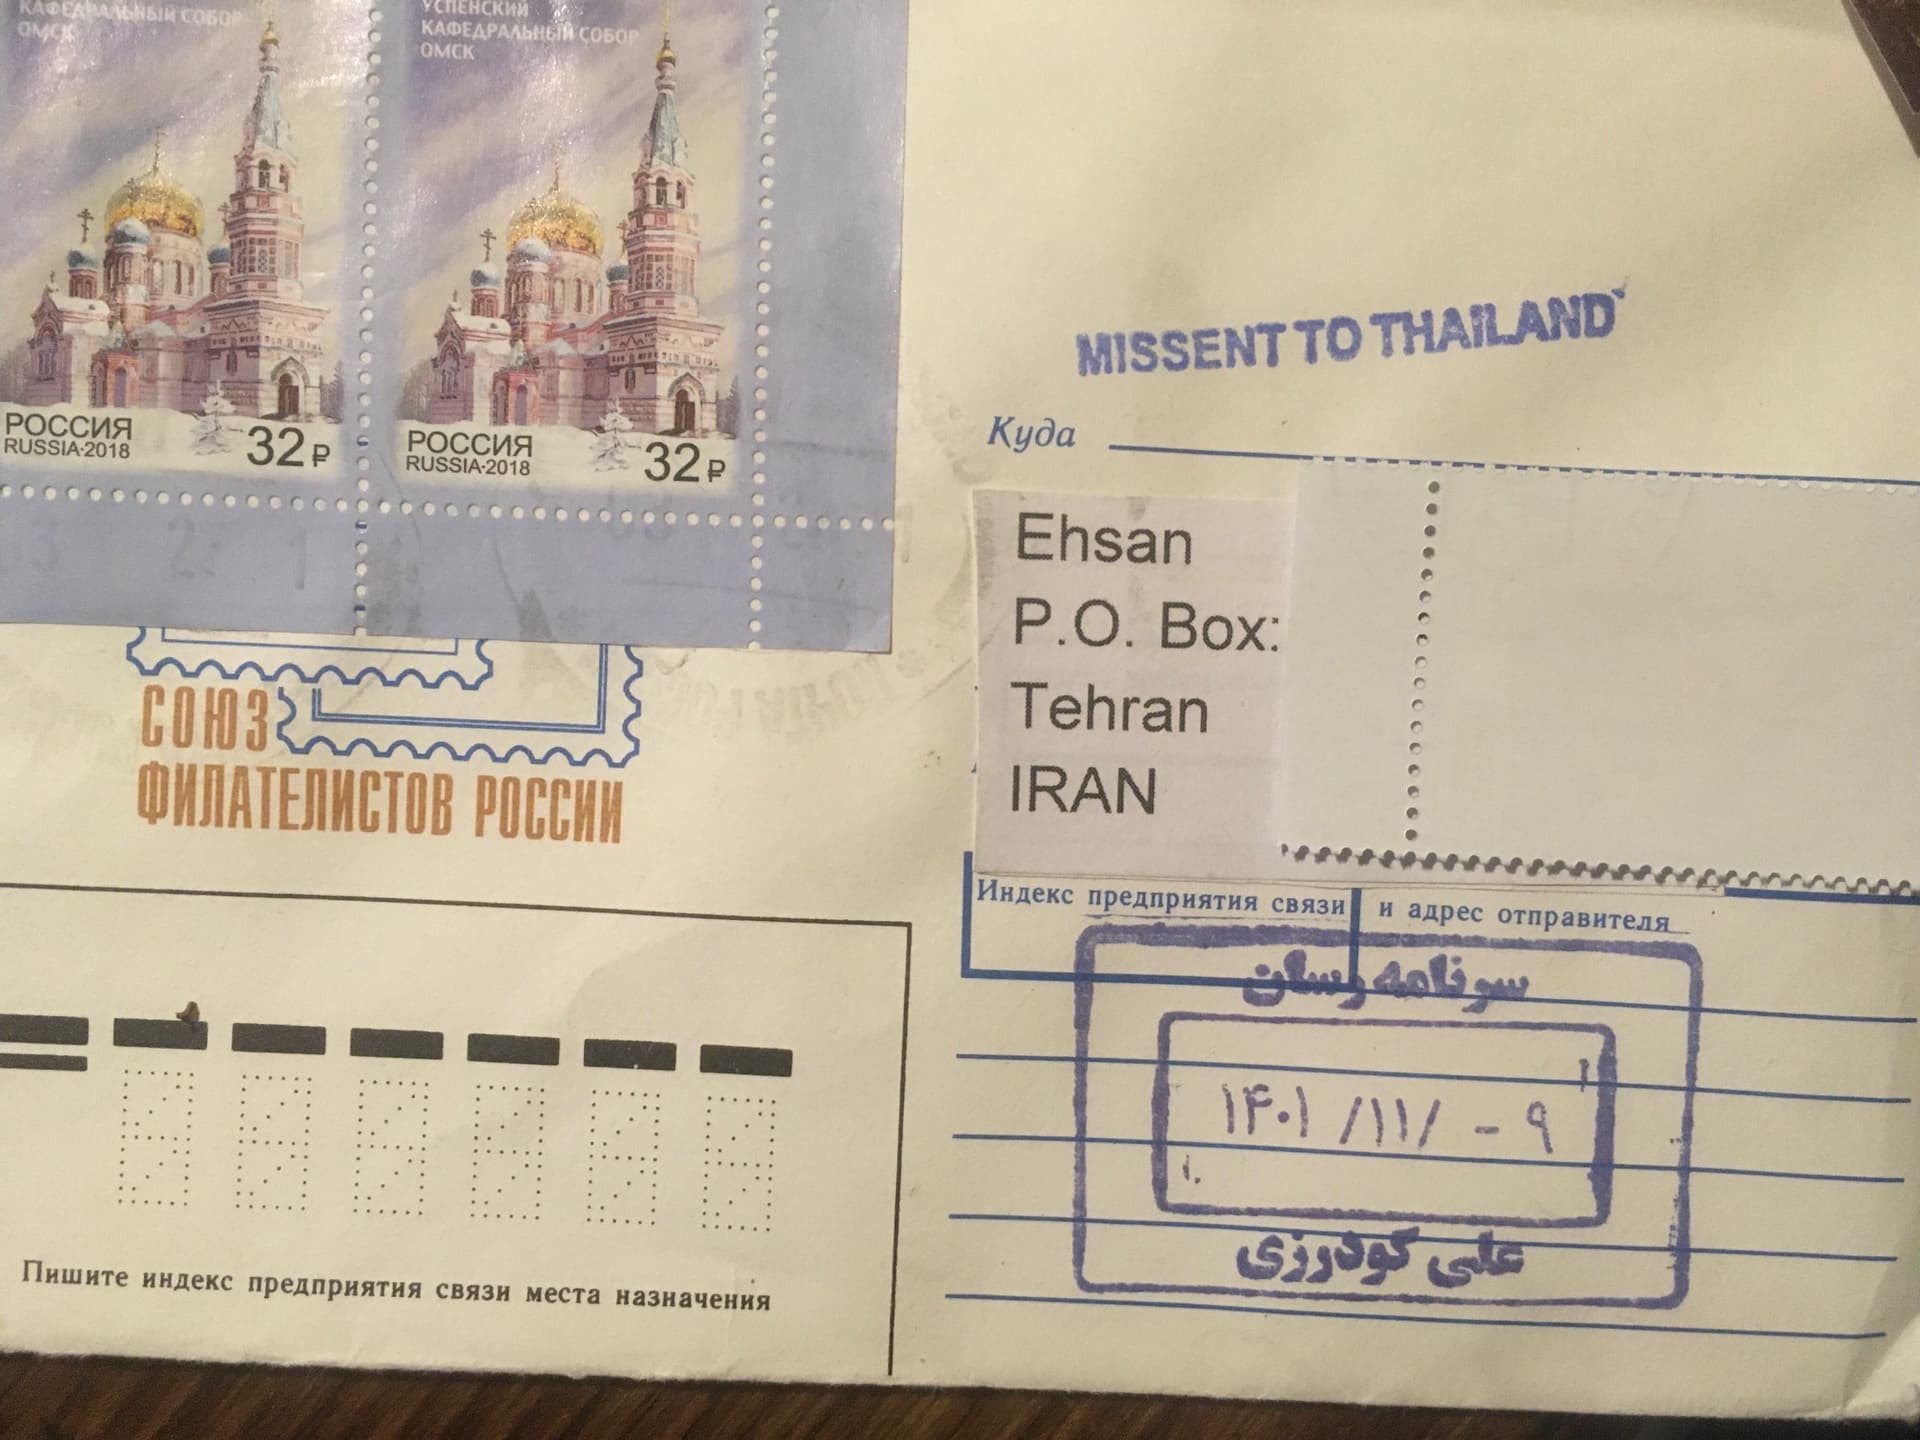 КАФЕДРАЛЬНЫЙ СОБОР
ОМСК
РОССИЯ
RUSSIA·2018
32₽
УСПЕНСКИЙ
КАФЕДРАЛЬНЫЙ СОБОР
ОМСК
РОССИЯ
RUSSIA·2018
32₽
СОЮЗ
ФИЛАТЕЛИСТОВ РОССИИ
MISSENT TO THAILAND
Куда
Ehsan
P.O. Box:
Tehran
IRAN
Индекс предприятия связи и адрес отправителя
سرنامه رسان
۱۴۰۱ /۱۱/ -۹
علی گودرزی
Пишите индекс предприятия связи места назначения